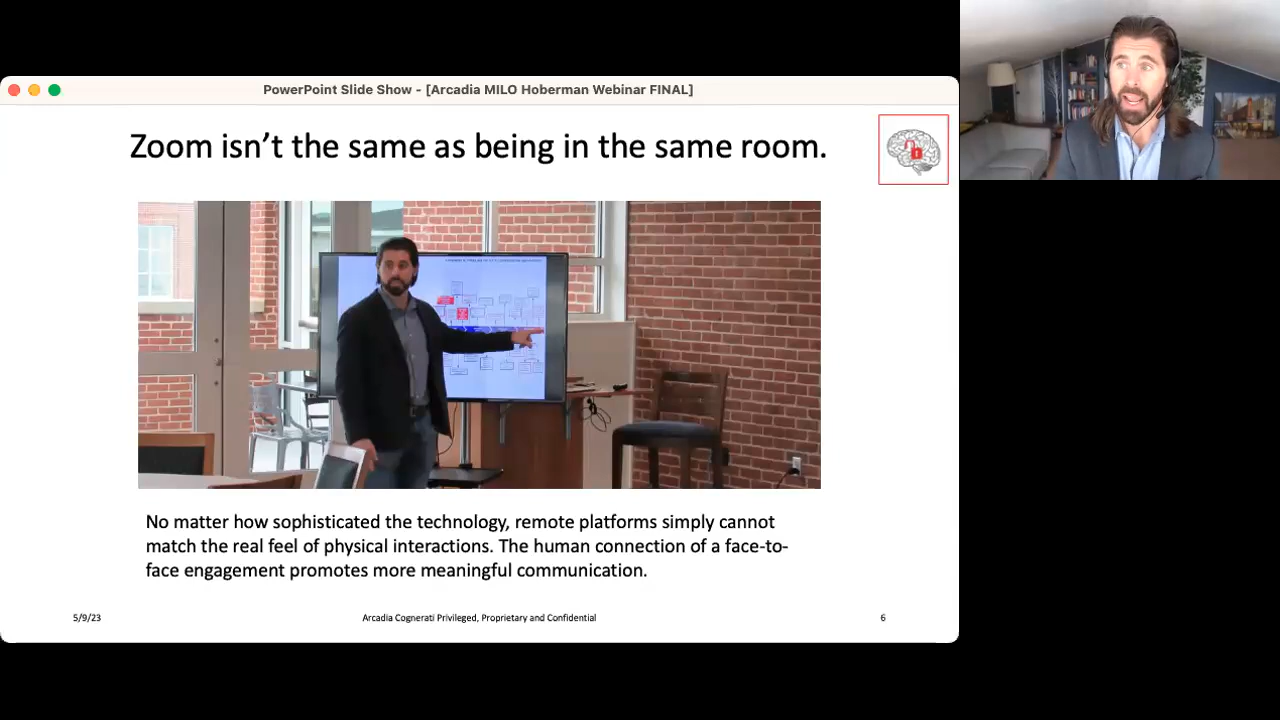 PowerPoint Slide Show - [Arcadia MILO Hoberman Webinar FINAL]
Zoom isn’t the same as being in the same room.
No matter how sophisticated the technology, remote platforms simply cannot
match the real feel of physical interactions. The human connection of a face-to-
face engagement promotes more meaningful communication.
5/9/23
Arcadia Cognerati Privileged, Proprietary and Confidential
6